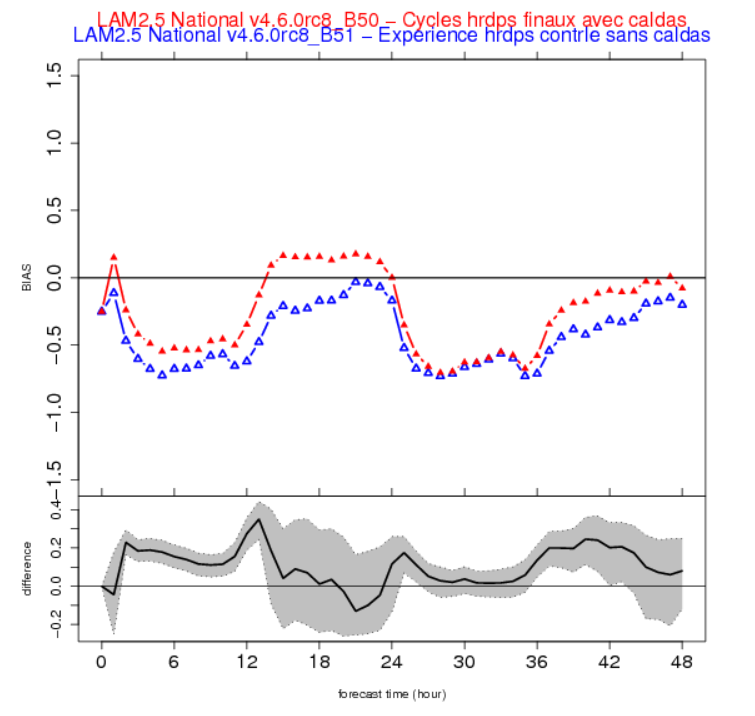 LAM2.5 National v4.6.0rc8_B50 – Cycles hrdps finaux avec caldas
LAM2.5 National v4.6.0rc8_B51 – Expérience hrdps contrle sans caldas
1.5
1.0
0.5
0.0
−0.5
−1.0
−1.5
BIAS
0.4
0.2
0.0
−0.2
difference
0 6 12 18 24 30 36 42 48
forecast time (hour)